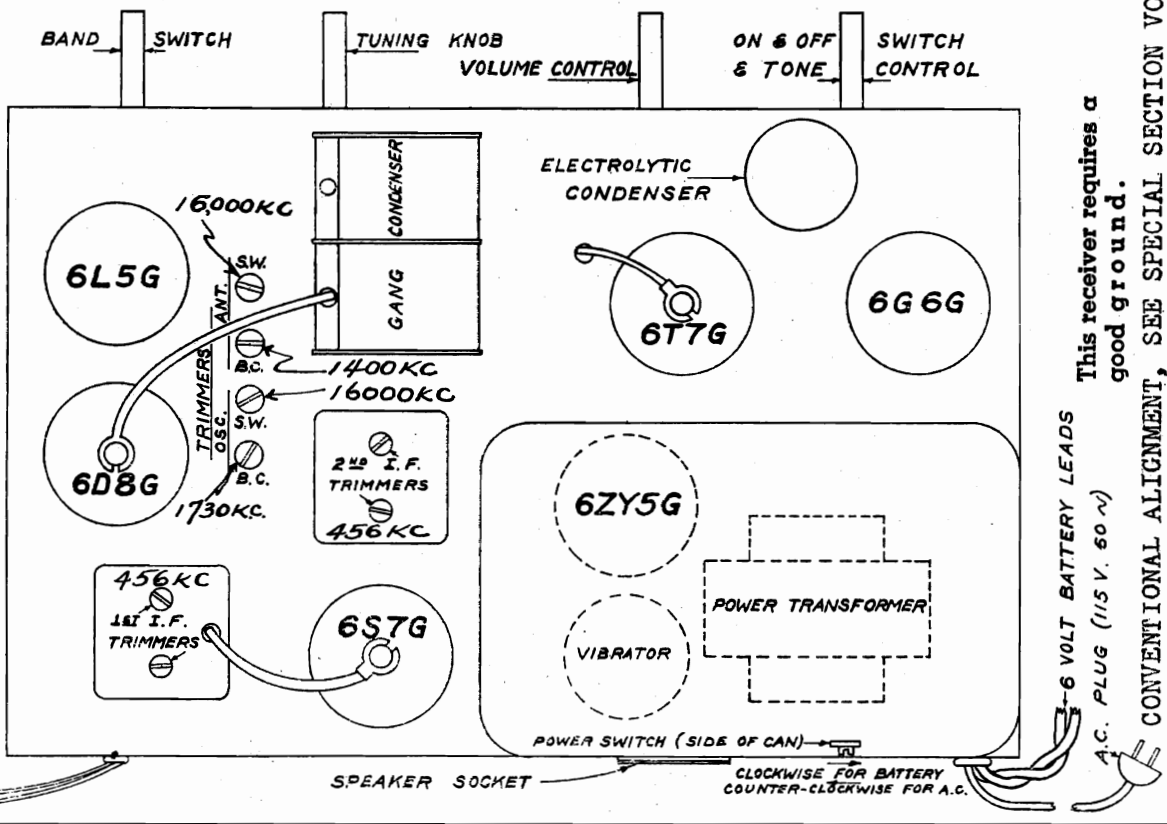 BAND SWITCH
TUNING KNOB
VOLUME CONTROL
ON & OFF SWITCH
& TONE CONTROL
ELECTROLYTIC
CONDENSER
GANG CONDENSER
16,000KC
6L5G
S.W.
ANT.
B.C.
1400KC
16000KC
TRIMMERS
OSC.
S.W.
B.C.
1730KC.
6D8G
6T7G
6G6G
2ND I.F.
TRIMMERS
456KC
456KC
1ST I.F.
TRIMMERS
6S7G
6ZY5G
POWER TRANSFORMER
VIBRATOR
POWER SWITCH (SIDE OF CAN)
SPEAKER SOCKET
CLOCKWISE FOR BATTERY
COUNTER-CLOCKWISE FOR A.C.
6 VOLT BATTERY LEADS
A.C. PLUG (115 V. 60 ~)
This receiver requires a
good ground.
CONVENTIONAL ALIGNMENT, SEE SPECIAL SECTION